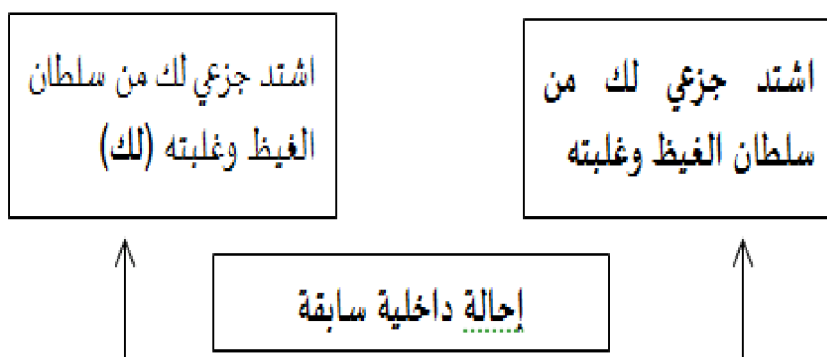 اشتد جزعي لك من
سلطان الغيظ وغلبته
اشتد جزعي لك من سلطان
الغيظ وغلبته (لك)
إحالة داخلية سابقة